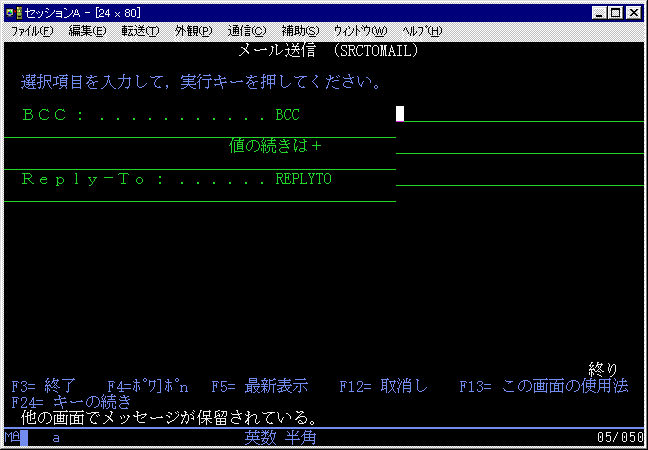 セッションA - [24 x 80]
ファイル(F) 編集(E) 転送(T) 外観(P) 通信(C) 補助(S) ウィンドウ(W) ヘルプ(H)
メール送信 (SRCTOMAIL)
選択項目を入力して,実行キーを押してください。
BCC: . . . . . . . . . . . BCC
値の続きは+
Reply-To: . . . . . . REPLYTO
終り
F3= 終了 F4=ポワ]ポn F5= 最新表示 F12= 取消し F13= この画面の使用法
F24= キーの続き
他の画面でメッセージが保留されている。
MA a 英数 半角 05/050